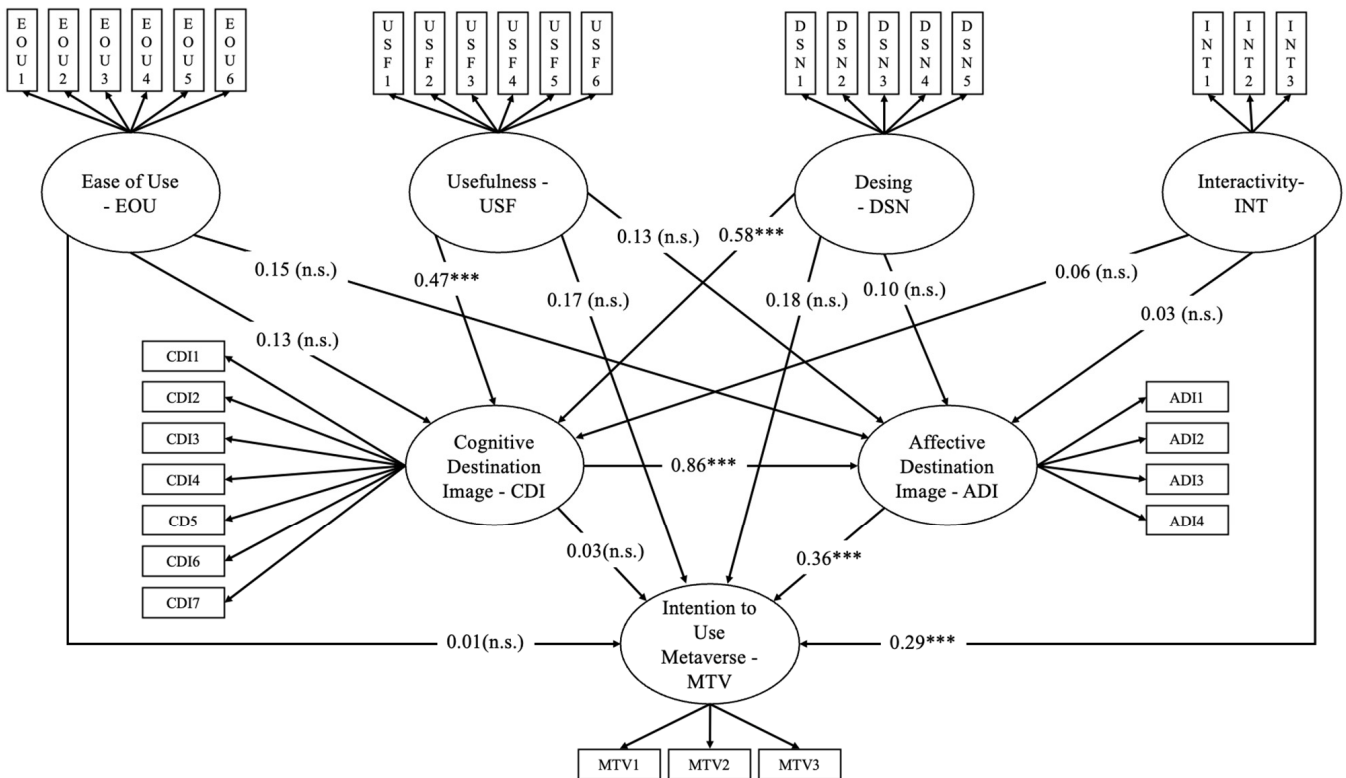 EOU1
EOU2
EOU3
EOU4
EOU5
EOU6
USF1
USF2
USF3
USF4
USF5
USF6
DSN1
DSN2
DSN3
DSN4
DSN5
INT1
INT2
INT3
Ease of Use
- EOU
Usefulness -
USF
Desing
- DSN
Interactivity-
INT
0.15 (n.s.)
0.47***
0.17 (n.s.)
0.13 (n.s.)
0.58***
0.18 (n.s.)
0.10 (n.s.)
0.06 (n.s.)
0.03 (n.s.)
0.13 (n.s.)
CDI1
CDI2
CDI3
CDI4
CD5
CDI6
CDI7
Cognitive
Destination
Image - CDI
0.86***
Affective
Destination
Image - ADI
ADI1
ADI2
ADI3
ADI4
0.03(n.s.)
0.36***
0.01(n.s.)
Intention to
Use
Metaverse -
MTV
0.29***
MTV1
MTV2
MTV3